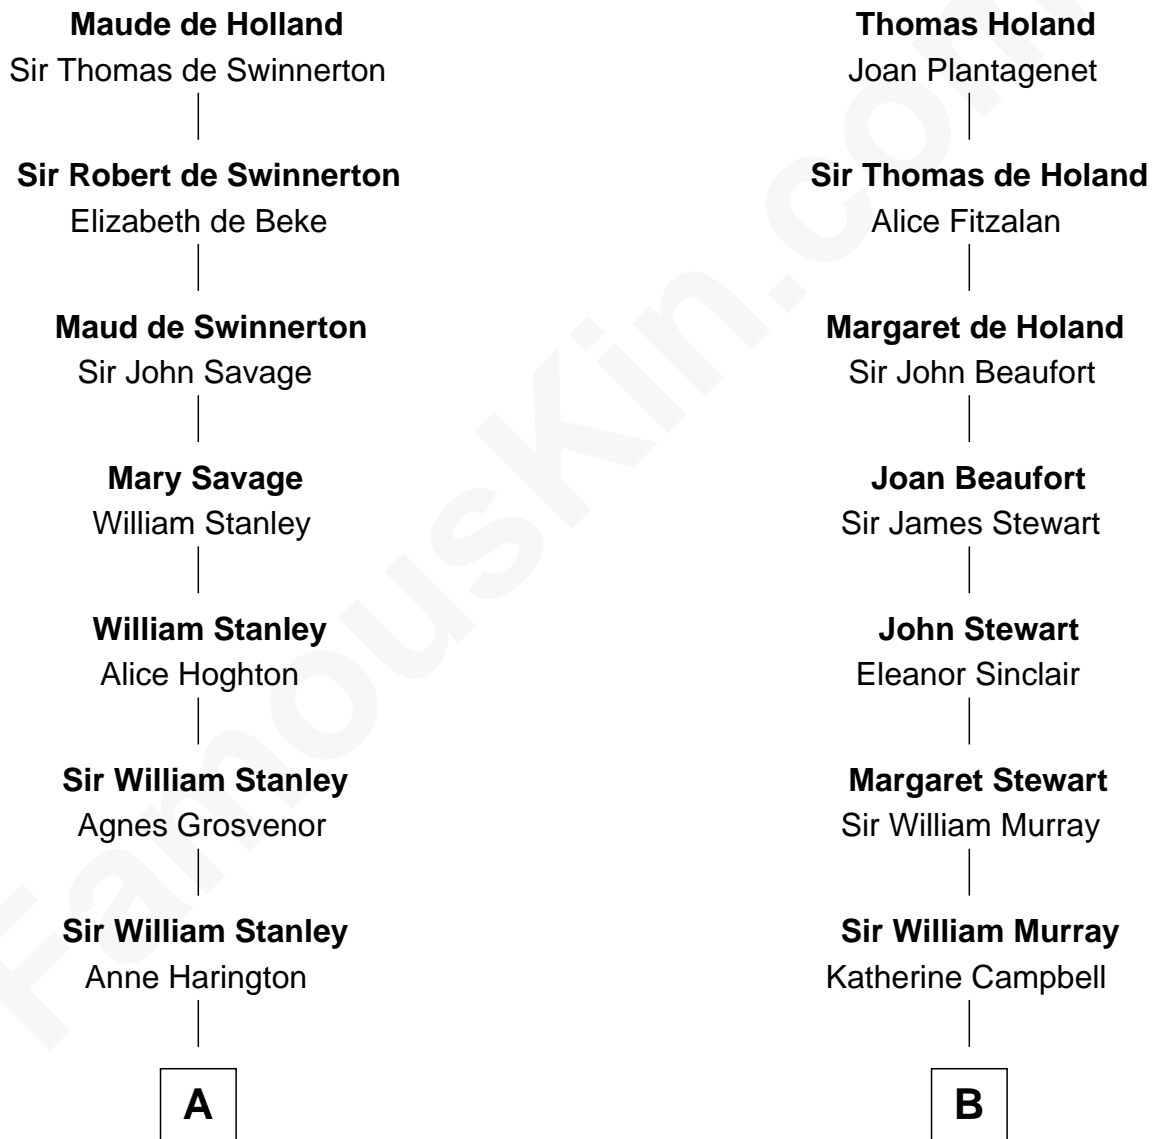 Maude de Holland
Sir Thomas de Swinnerton
Sir Robert de Swinnerton
Elizabeth de Beke
Maud de Swinnerton
Sir John Savage
Mary Savage
William Stanley
William Stanley
Alice Hoghton
Sir William Stanley
Agnes Grosvenor
Sir William Stanley
Anne Harington
A
Thomas Holand
Joan Plantagenet
Sir Thomas de Holand
Alice Fitzalan
Margaret de Holand
Sir John Beaufort
Joan Beaufort
Sir James Stewart
John Stewart
Eleanor Sinclair
Margaret Stewart
Sir William Murray
Sir William Murray
Katherine Campbell
B
FamousKin.com